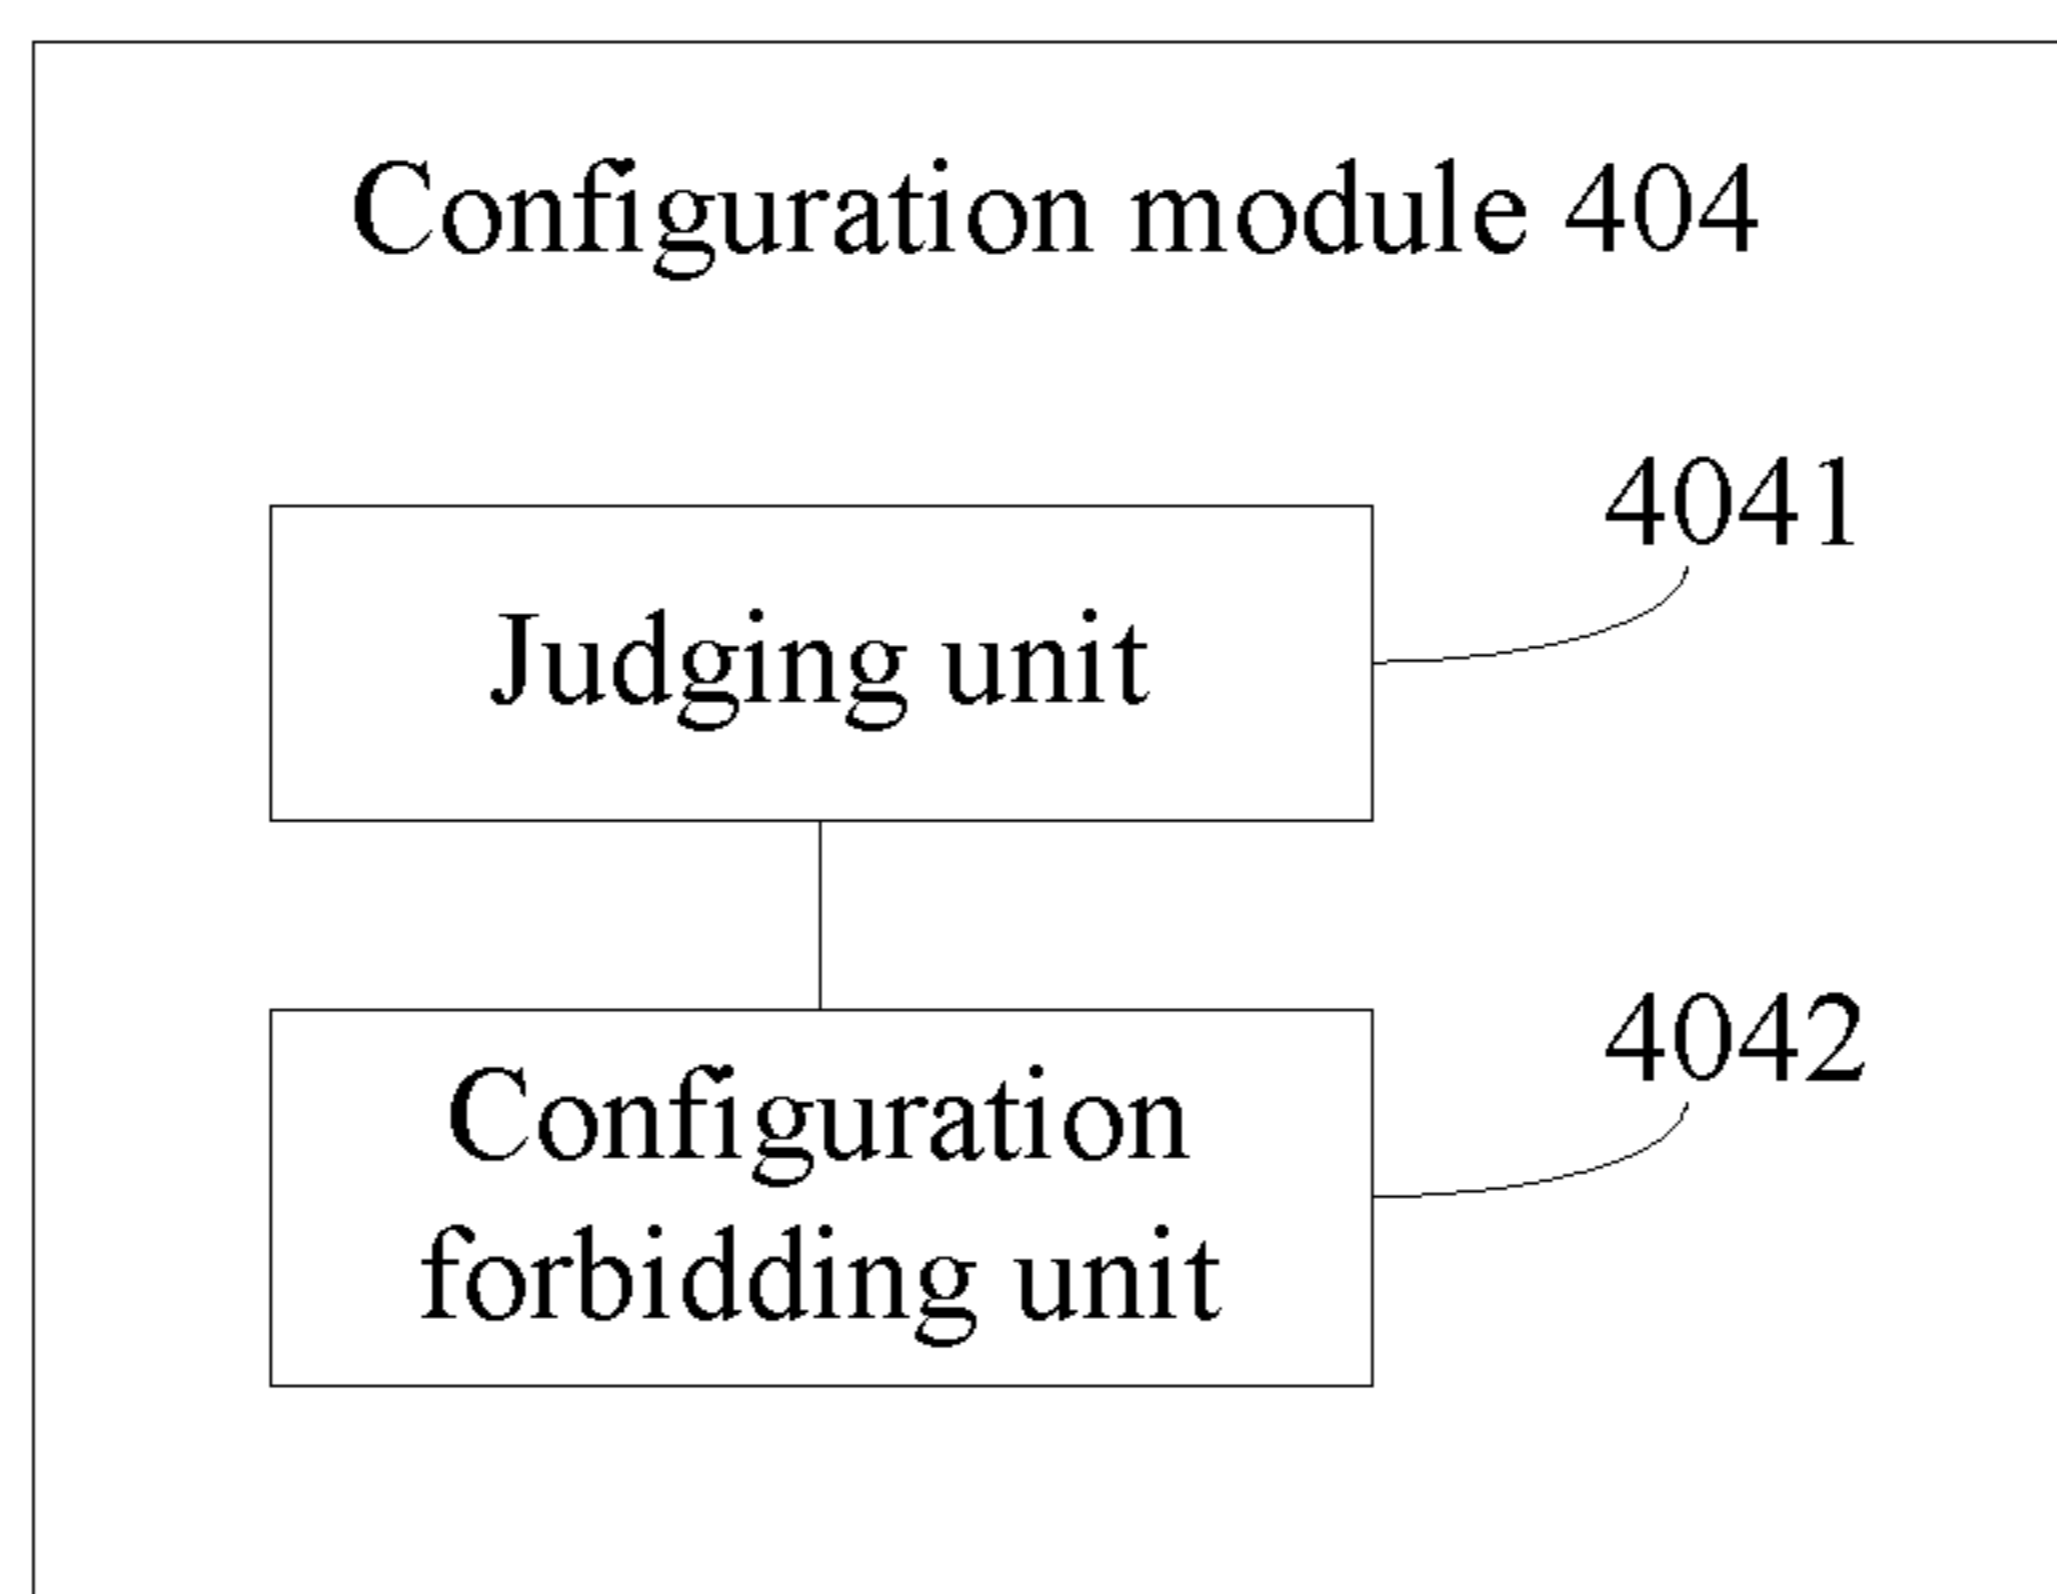 Configuration module 404
4041
Judging unit
4042
Configuration
forbidding unit